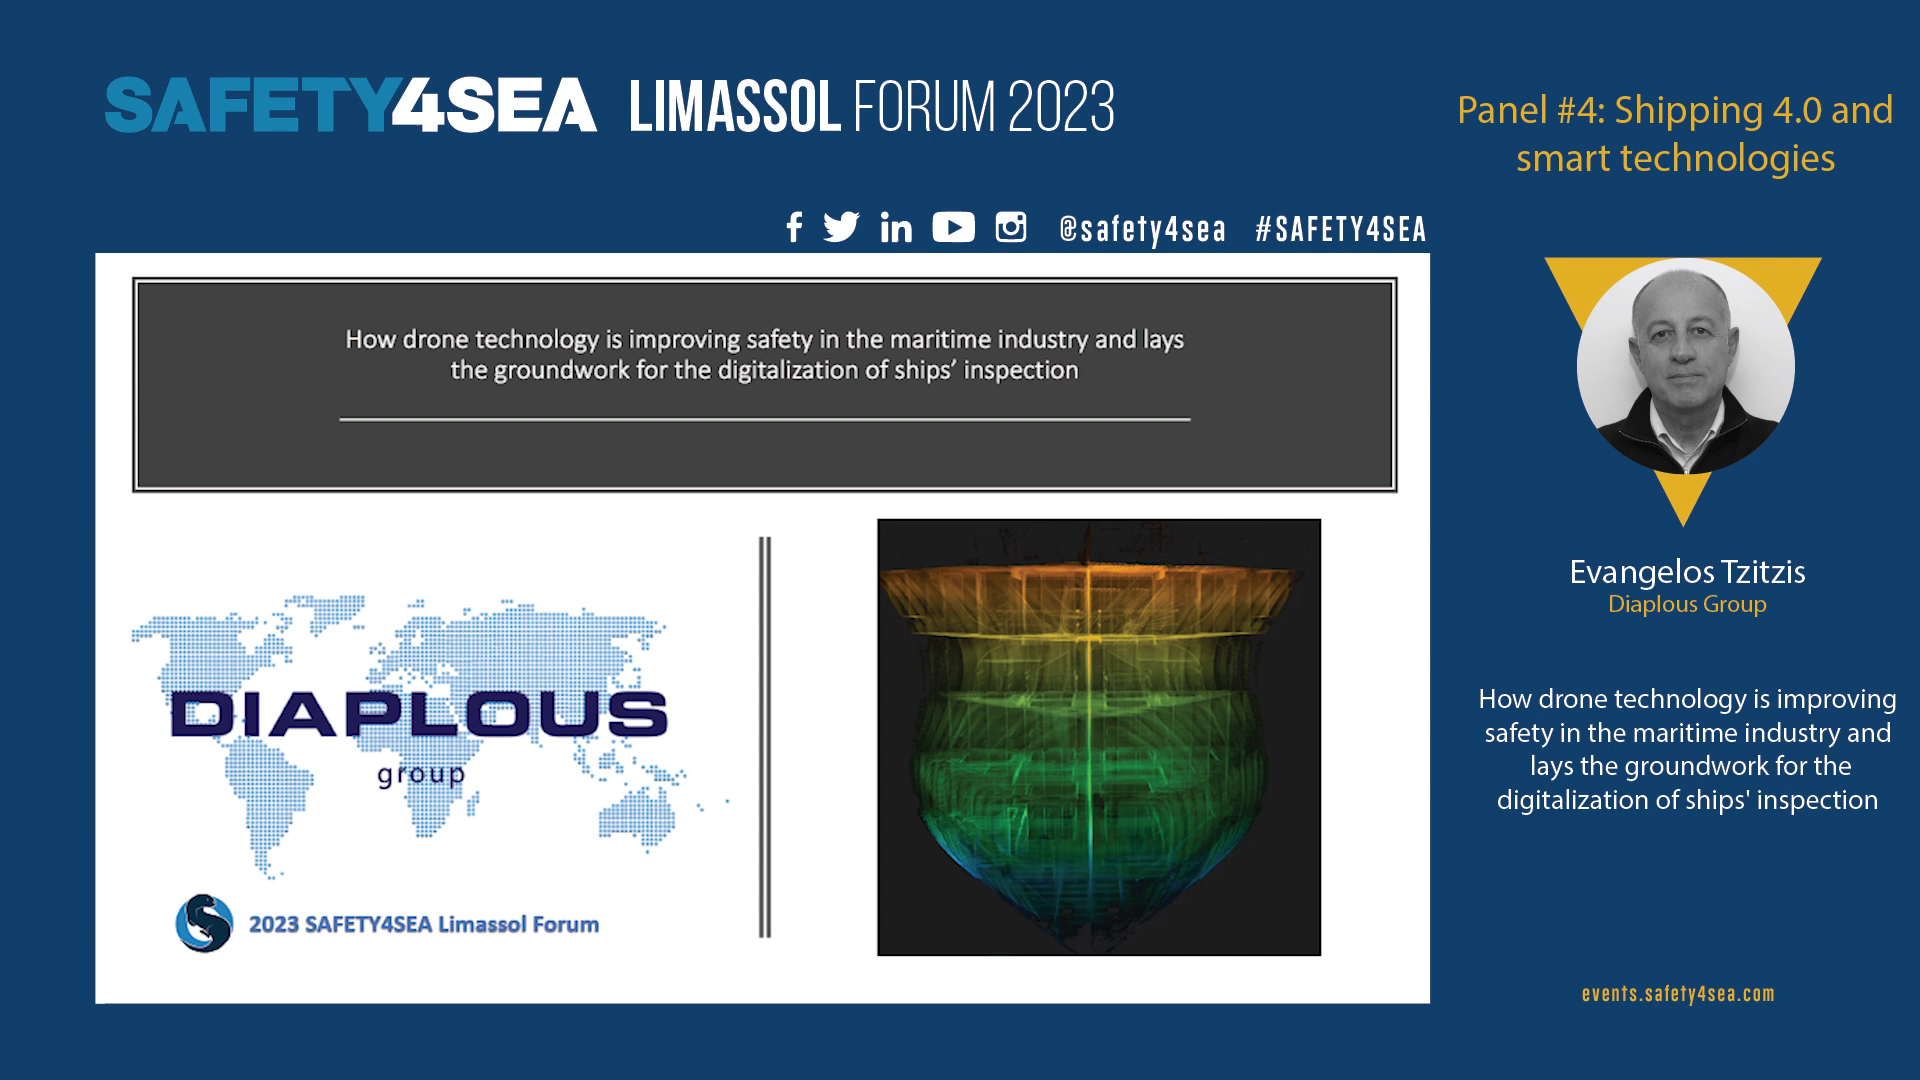 SAFETY4SEA LIMASSOL FORUM 2023
Panel #4: Shipping 4.0 and
smart technologies
@safety4sea #SAFETY4SEA
How drone technology is improving safety in the maritime industry and lays
the groundwork for the digitalization of ships’ inspection
DIAPLOUS
group
2023 SAFETY4SEA Limassol Forum
Evangelos Tzitzis
Diaplous Group
How drone technology is improving
safety in the maritime industry and
lays the groundwork for the
digitalization of ships' inspection
events.safety4sea.com